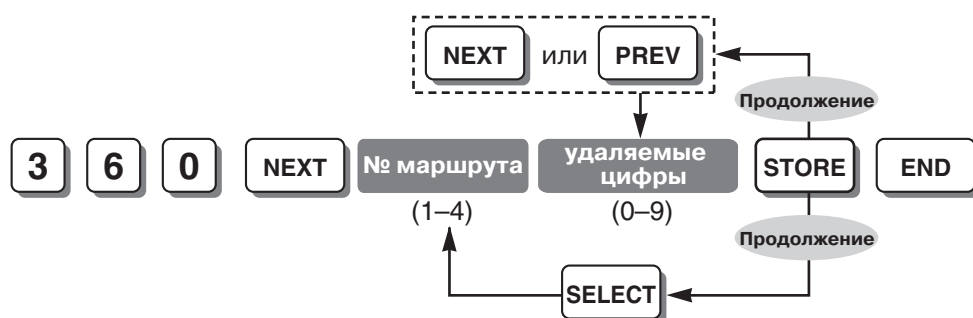 NEXT или PREV
Продолжение
3 6 0 NEXT № маршрута удаляемые цифры STORE END
(1–4) (0–9)
Продолжение
SELECT